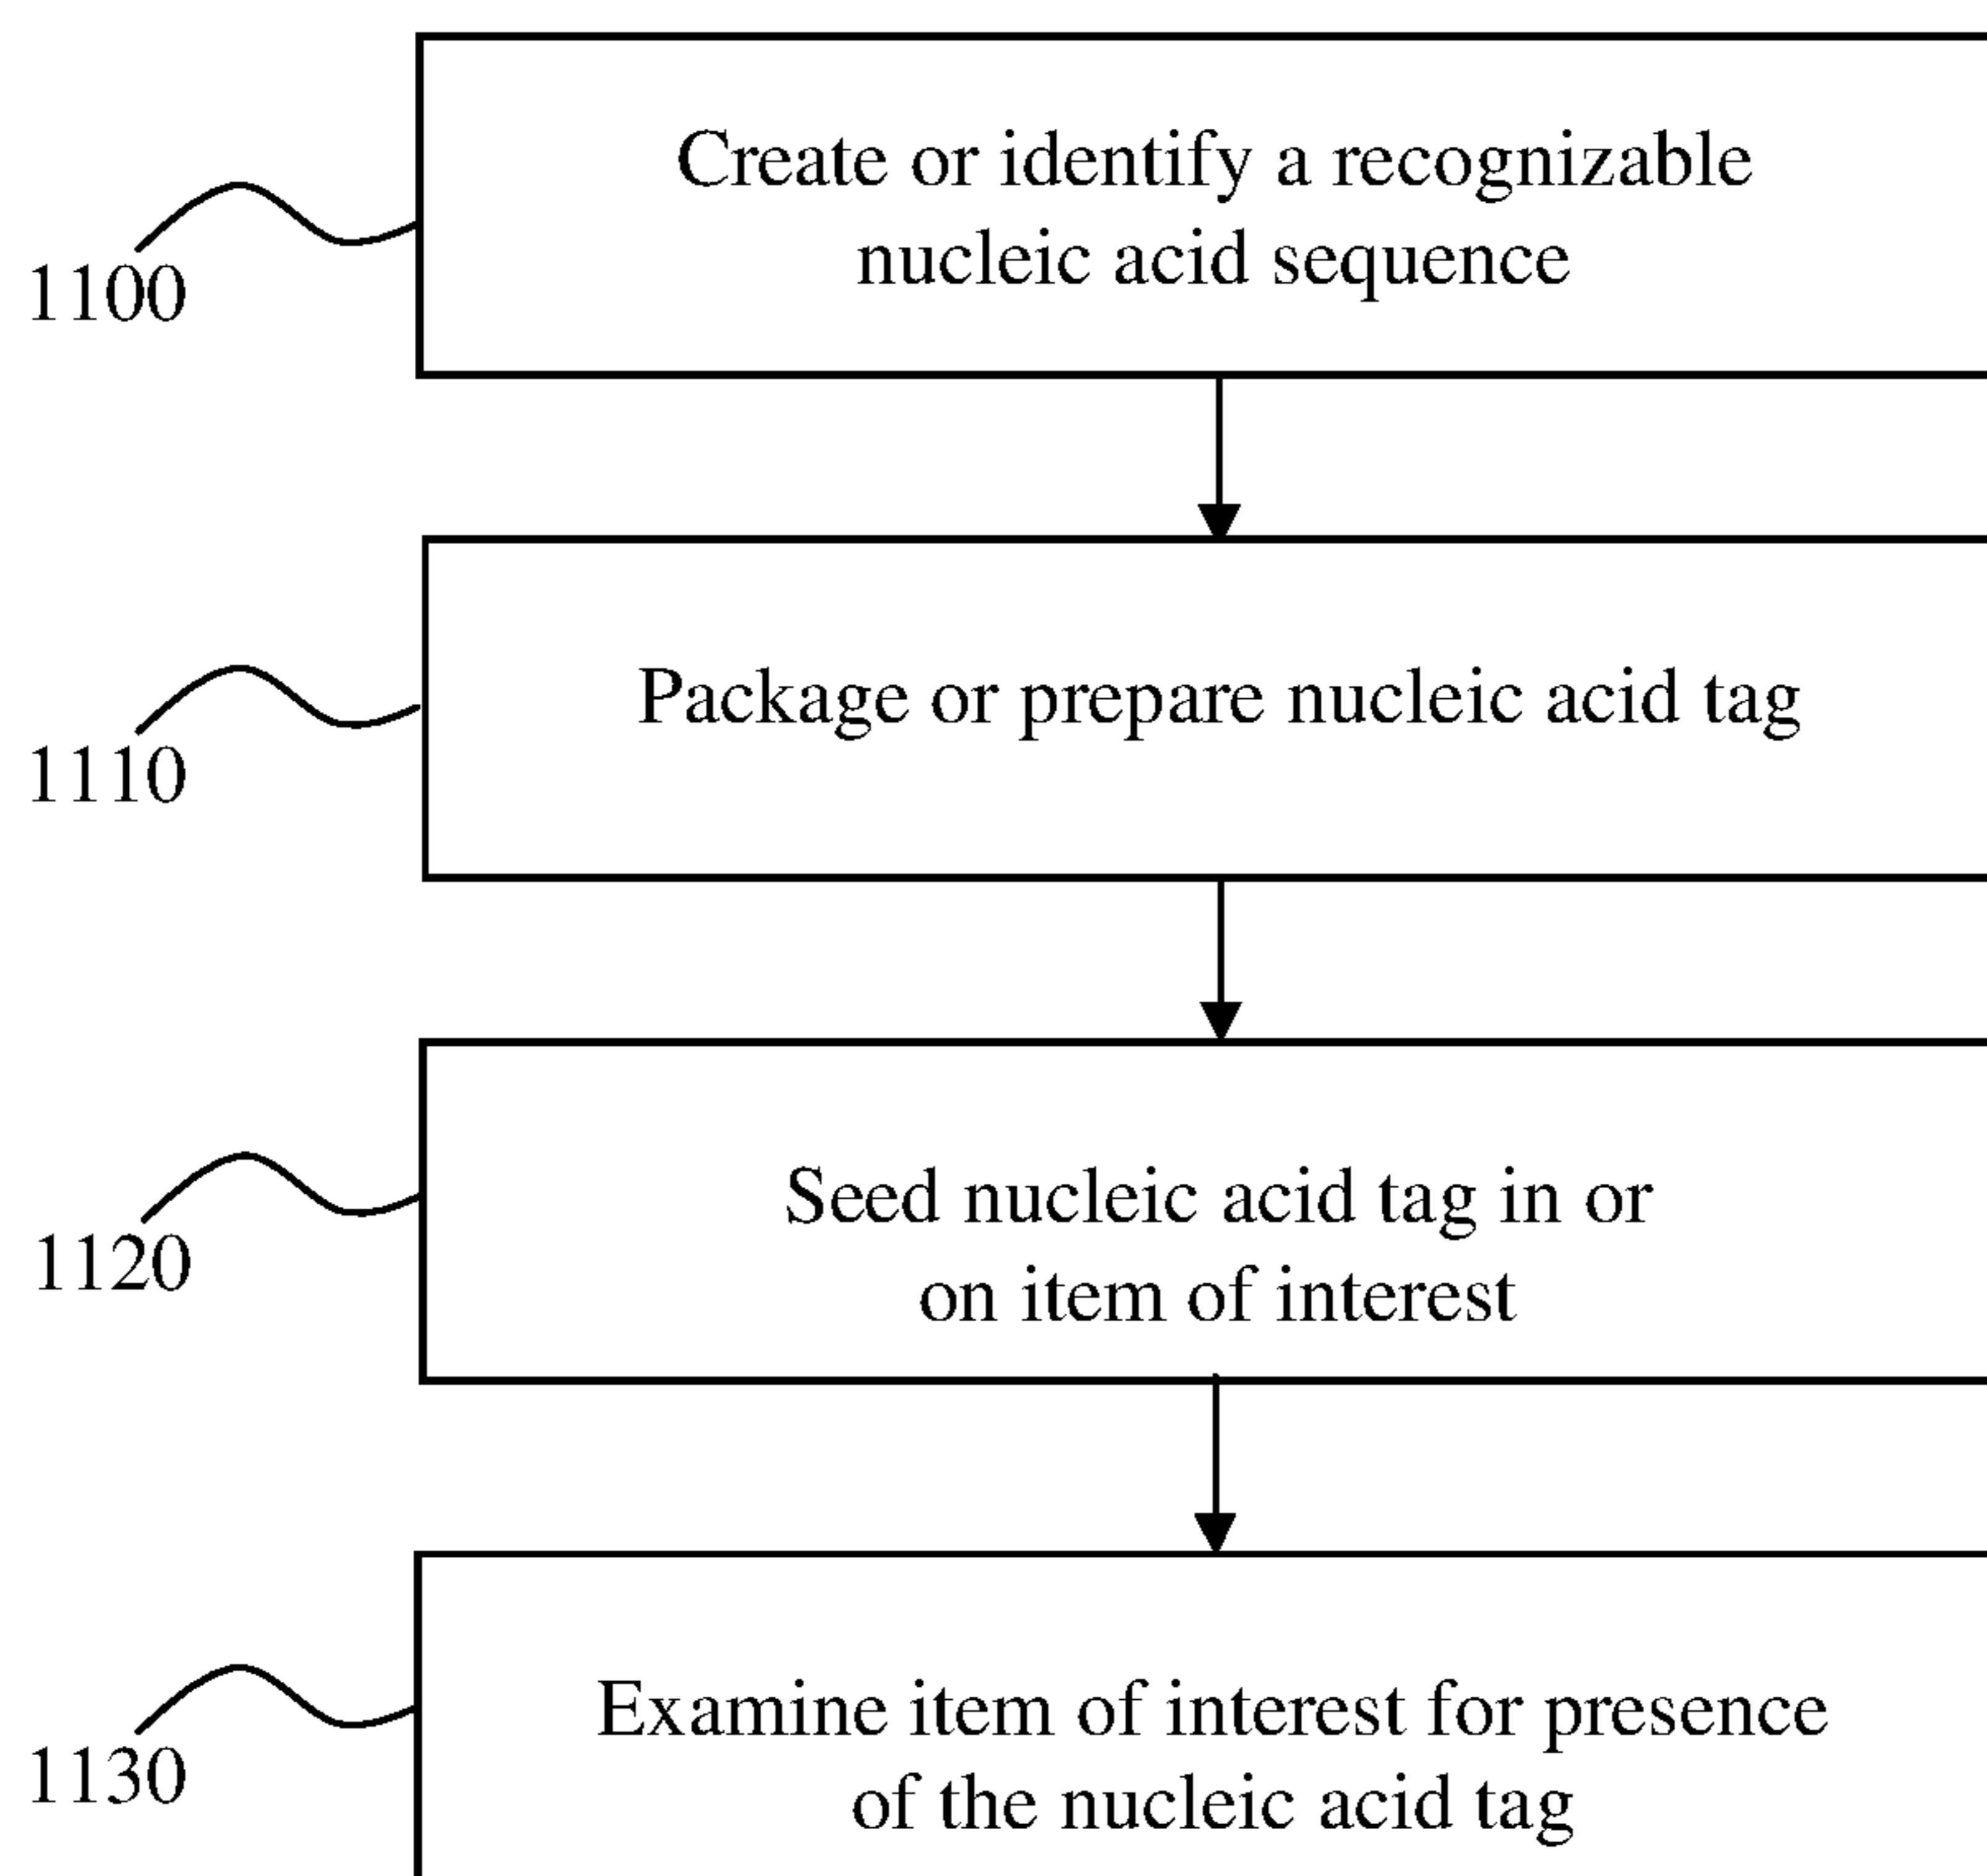 Create or identify a recognizable
nucleic acid sequence
1100
Package or prepare nucleic acid tag
1110
Seed nucleic acid tag in or
on item of interest
1120
Examine item of interest for presence
of the nucleic acid tag
1130